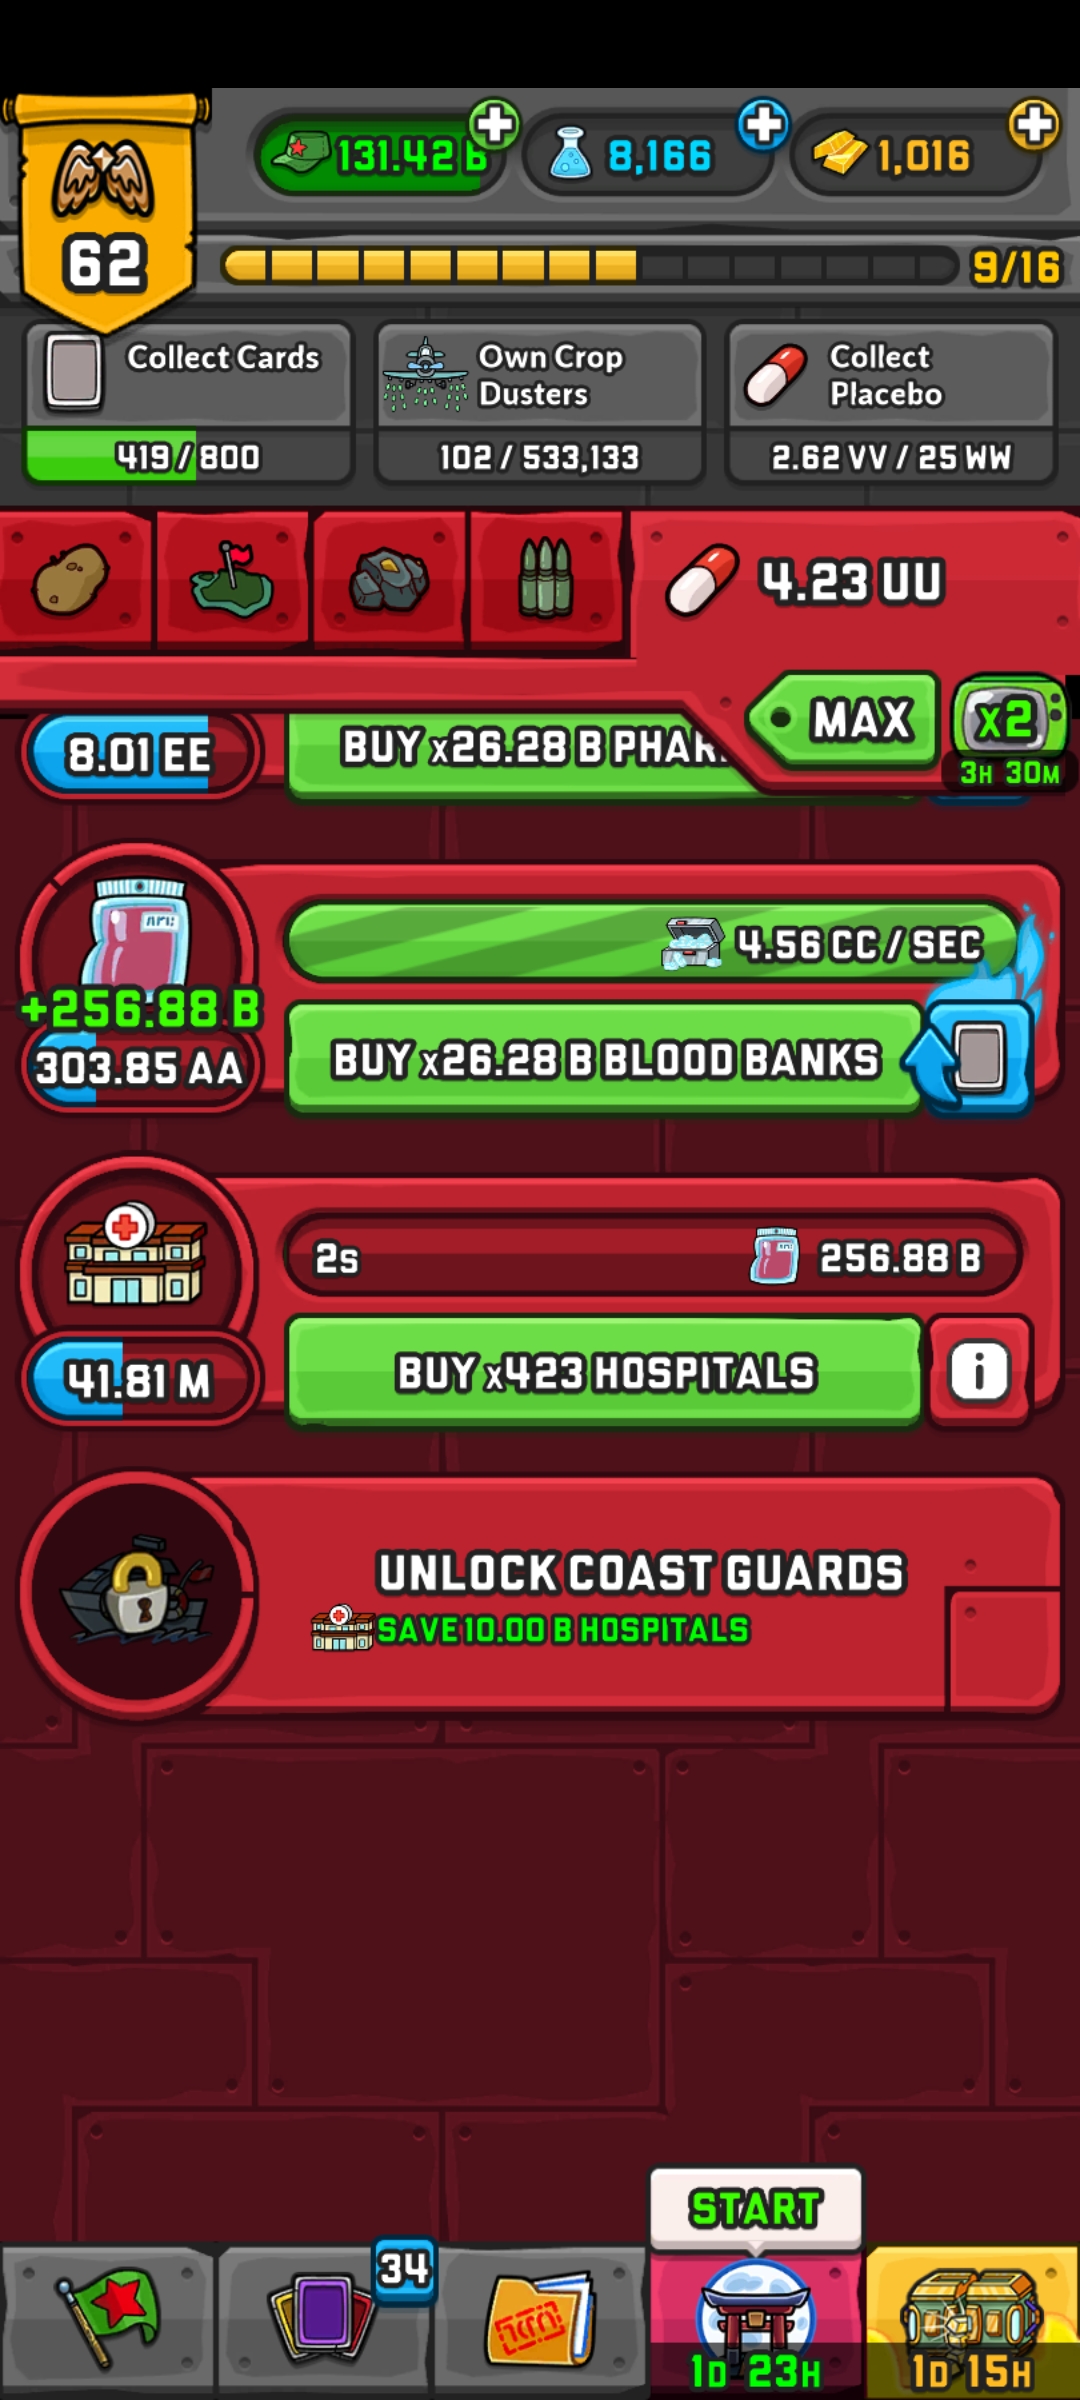 131.42 B
8,166
1,016
62
9/16
Collect Cards
419 / 800
Own Crop
Dusters
102 / 533,133
Collect
Placebo
2.62 VV / 25 WW
4.23 UU
MAX
x2
3H 30M
8.01 EE
BUY x26.28 B PHAR
4.56 CC / SEC
+256.88 B
303.85 AA
BUY x26.28 B BLOOD BANKS
2s
256.88 B
41.81 M
BUY x423 HOSPITALS
i
UNLOCK COAST GUARDS
SAVE 10.00 B HOSPITALS
START
34
1D 23H
1D 15H